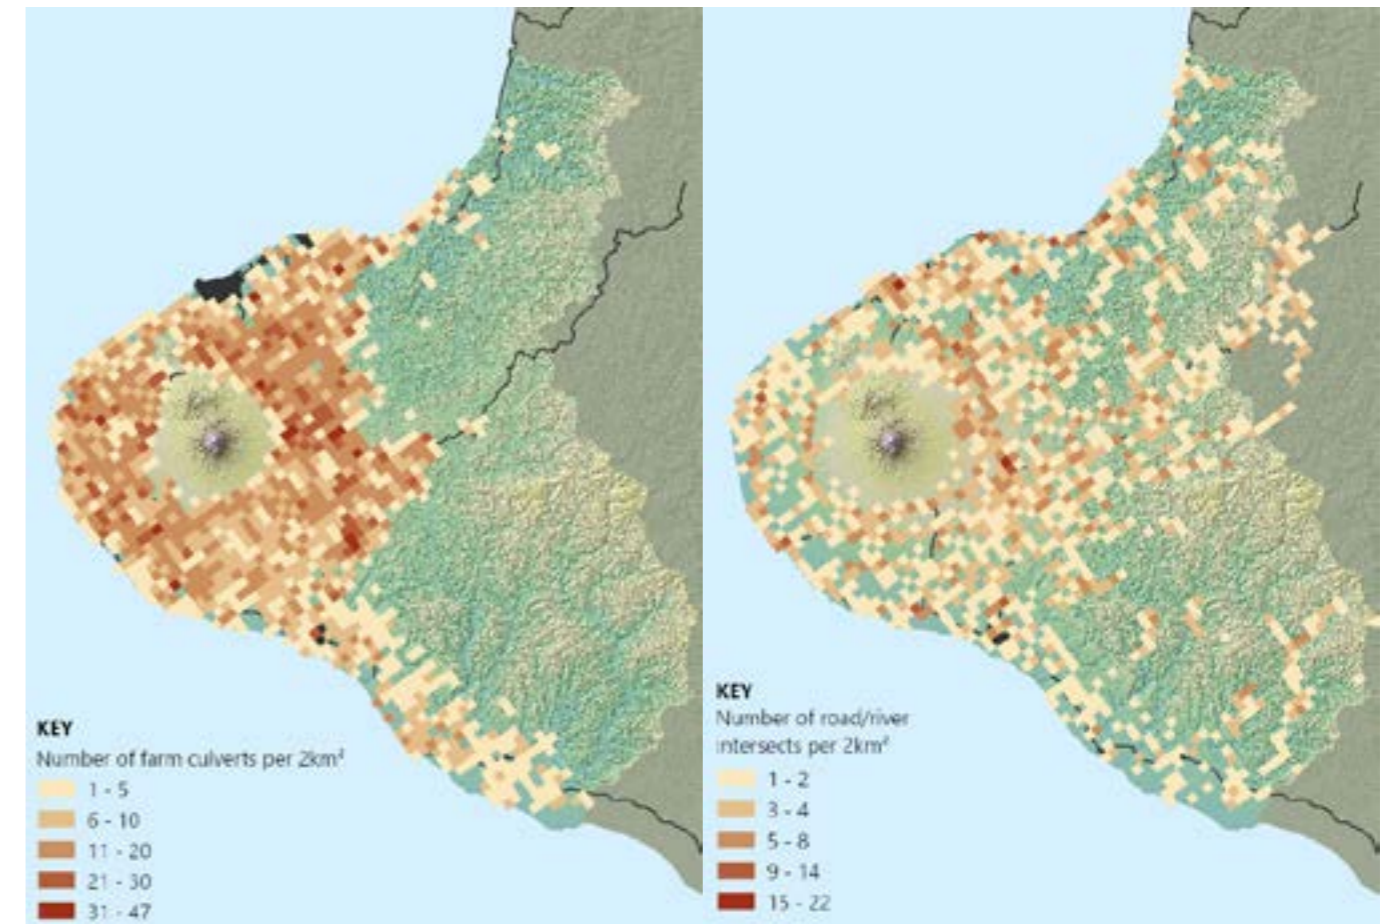 KEY
Number of farm culverts per 2km²
1 - 5
6 - 10
11 - 20
21 - 30
31 - 47
KEY
Number of road/river
intersects per 2km²
1 - 2
3 - 4
5 - 8
9 - 14
15 - 22